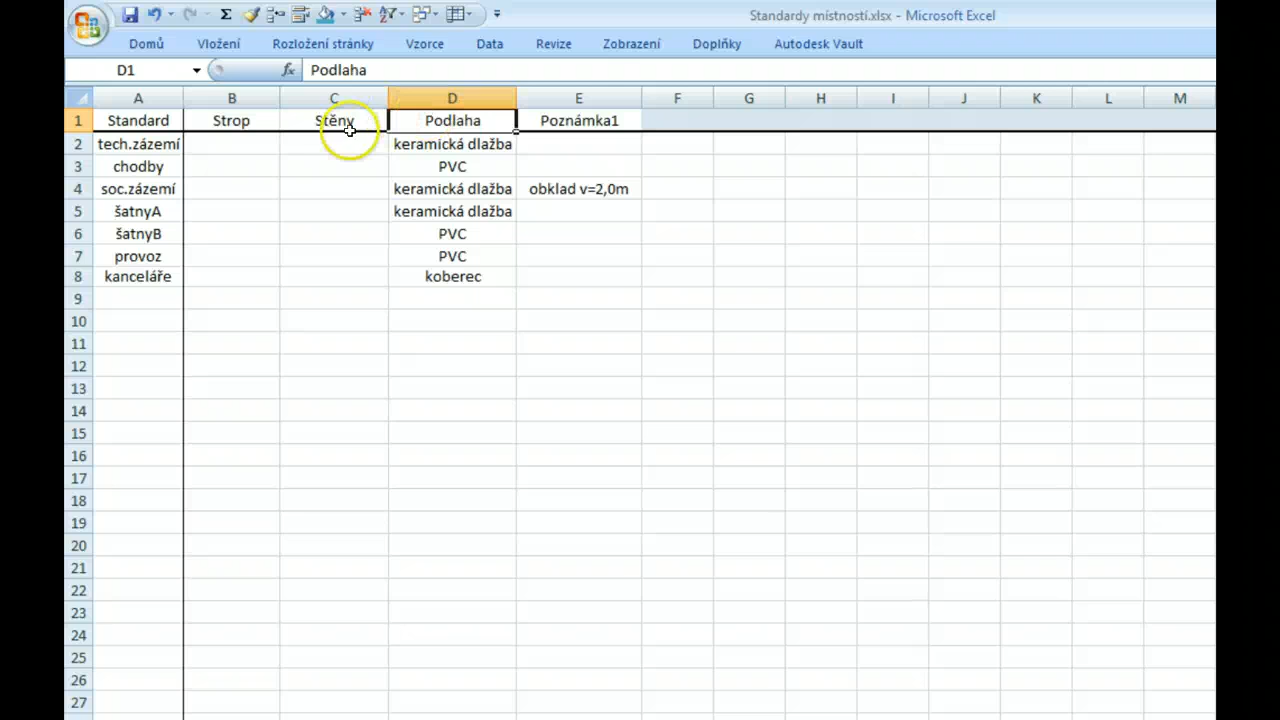 Standardy místností.xlsx - Microsoft Excel
Domů Vložení Rozložení stránky Vzorce Data Revize Zobrazení Doplňky Autodesk Vault
D1 fx Podlaha
A B C D E F G H I J K L M
1 Standard Strop Stěny Podlaha Poznámka1
2 tech.zázemí keramická dlažba
3 chodby PVC
4 soc.zázemí keramická dlažba obklad v=2,0m
5 šatnyA keramická dlažba
6 šatnyB PVC
7 provoz PVC
8 kanceláře koberec
9
10
11
12
13
14
15
16
17
18
19
20
21
22
23
24
25
26
27